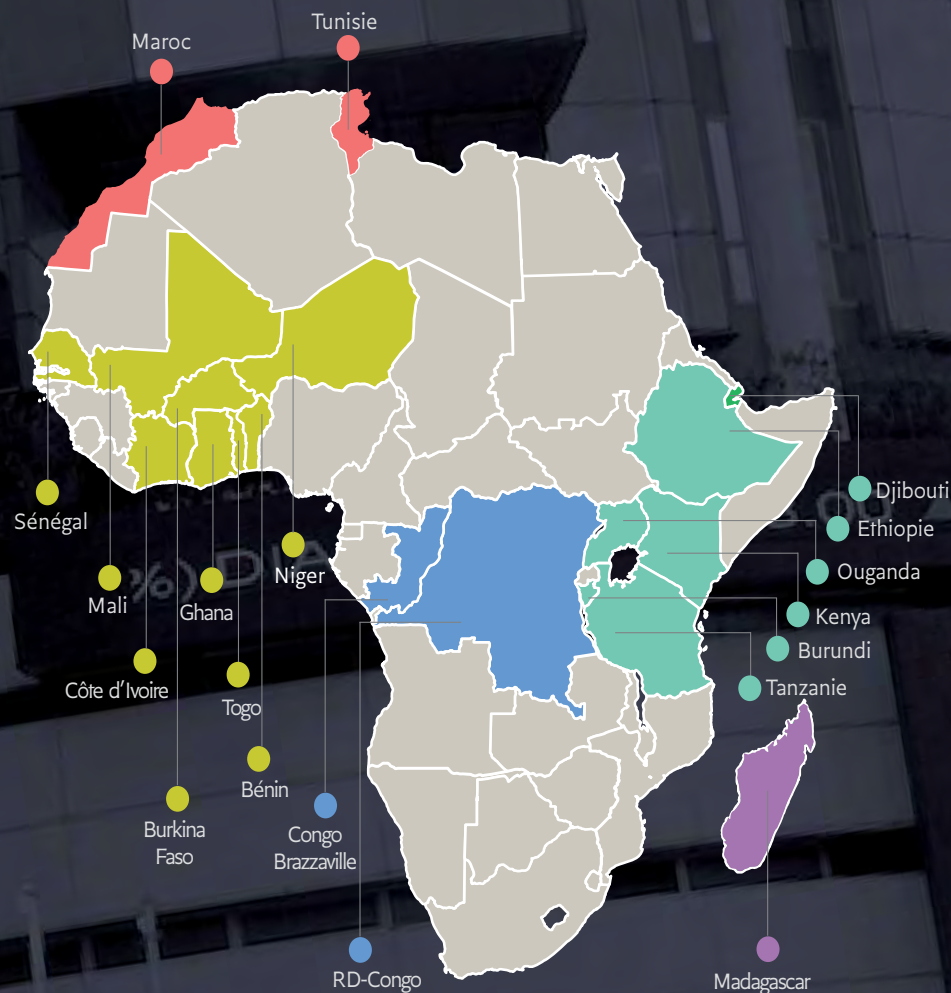 Tunisie
Maroc
Djibouti
Sénégal
Ethiopie
Niger
Ouganda
Mali
Ghana
Kenya
Burundi
Côte d’Ivoire
Tanzanie
Togo
Bénin
Burkina
Faso
Congo
Brazzaville
RD-Congo
Madagascar